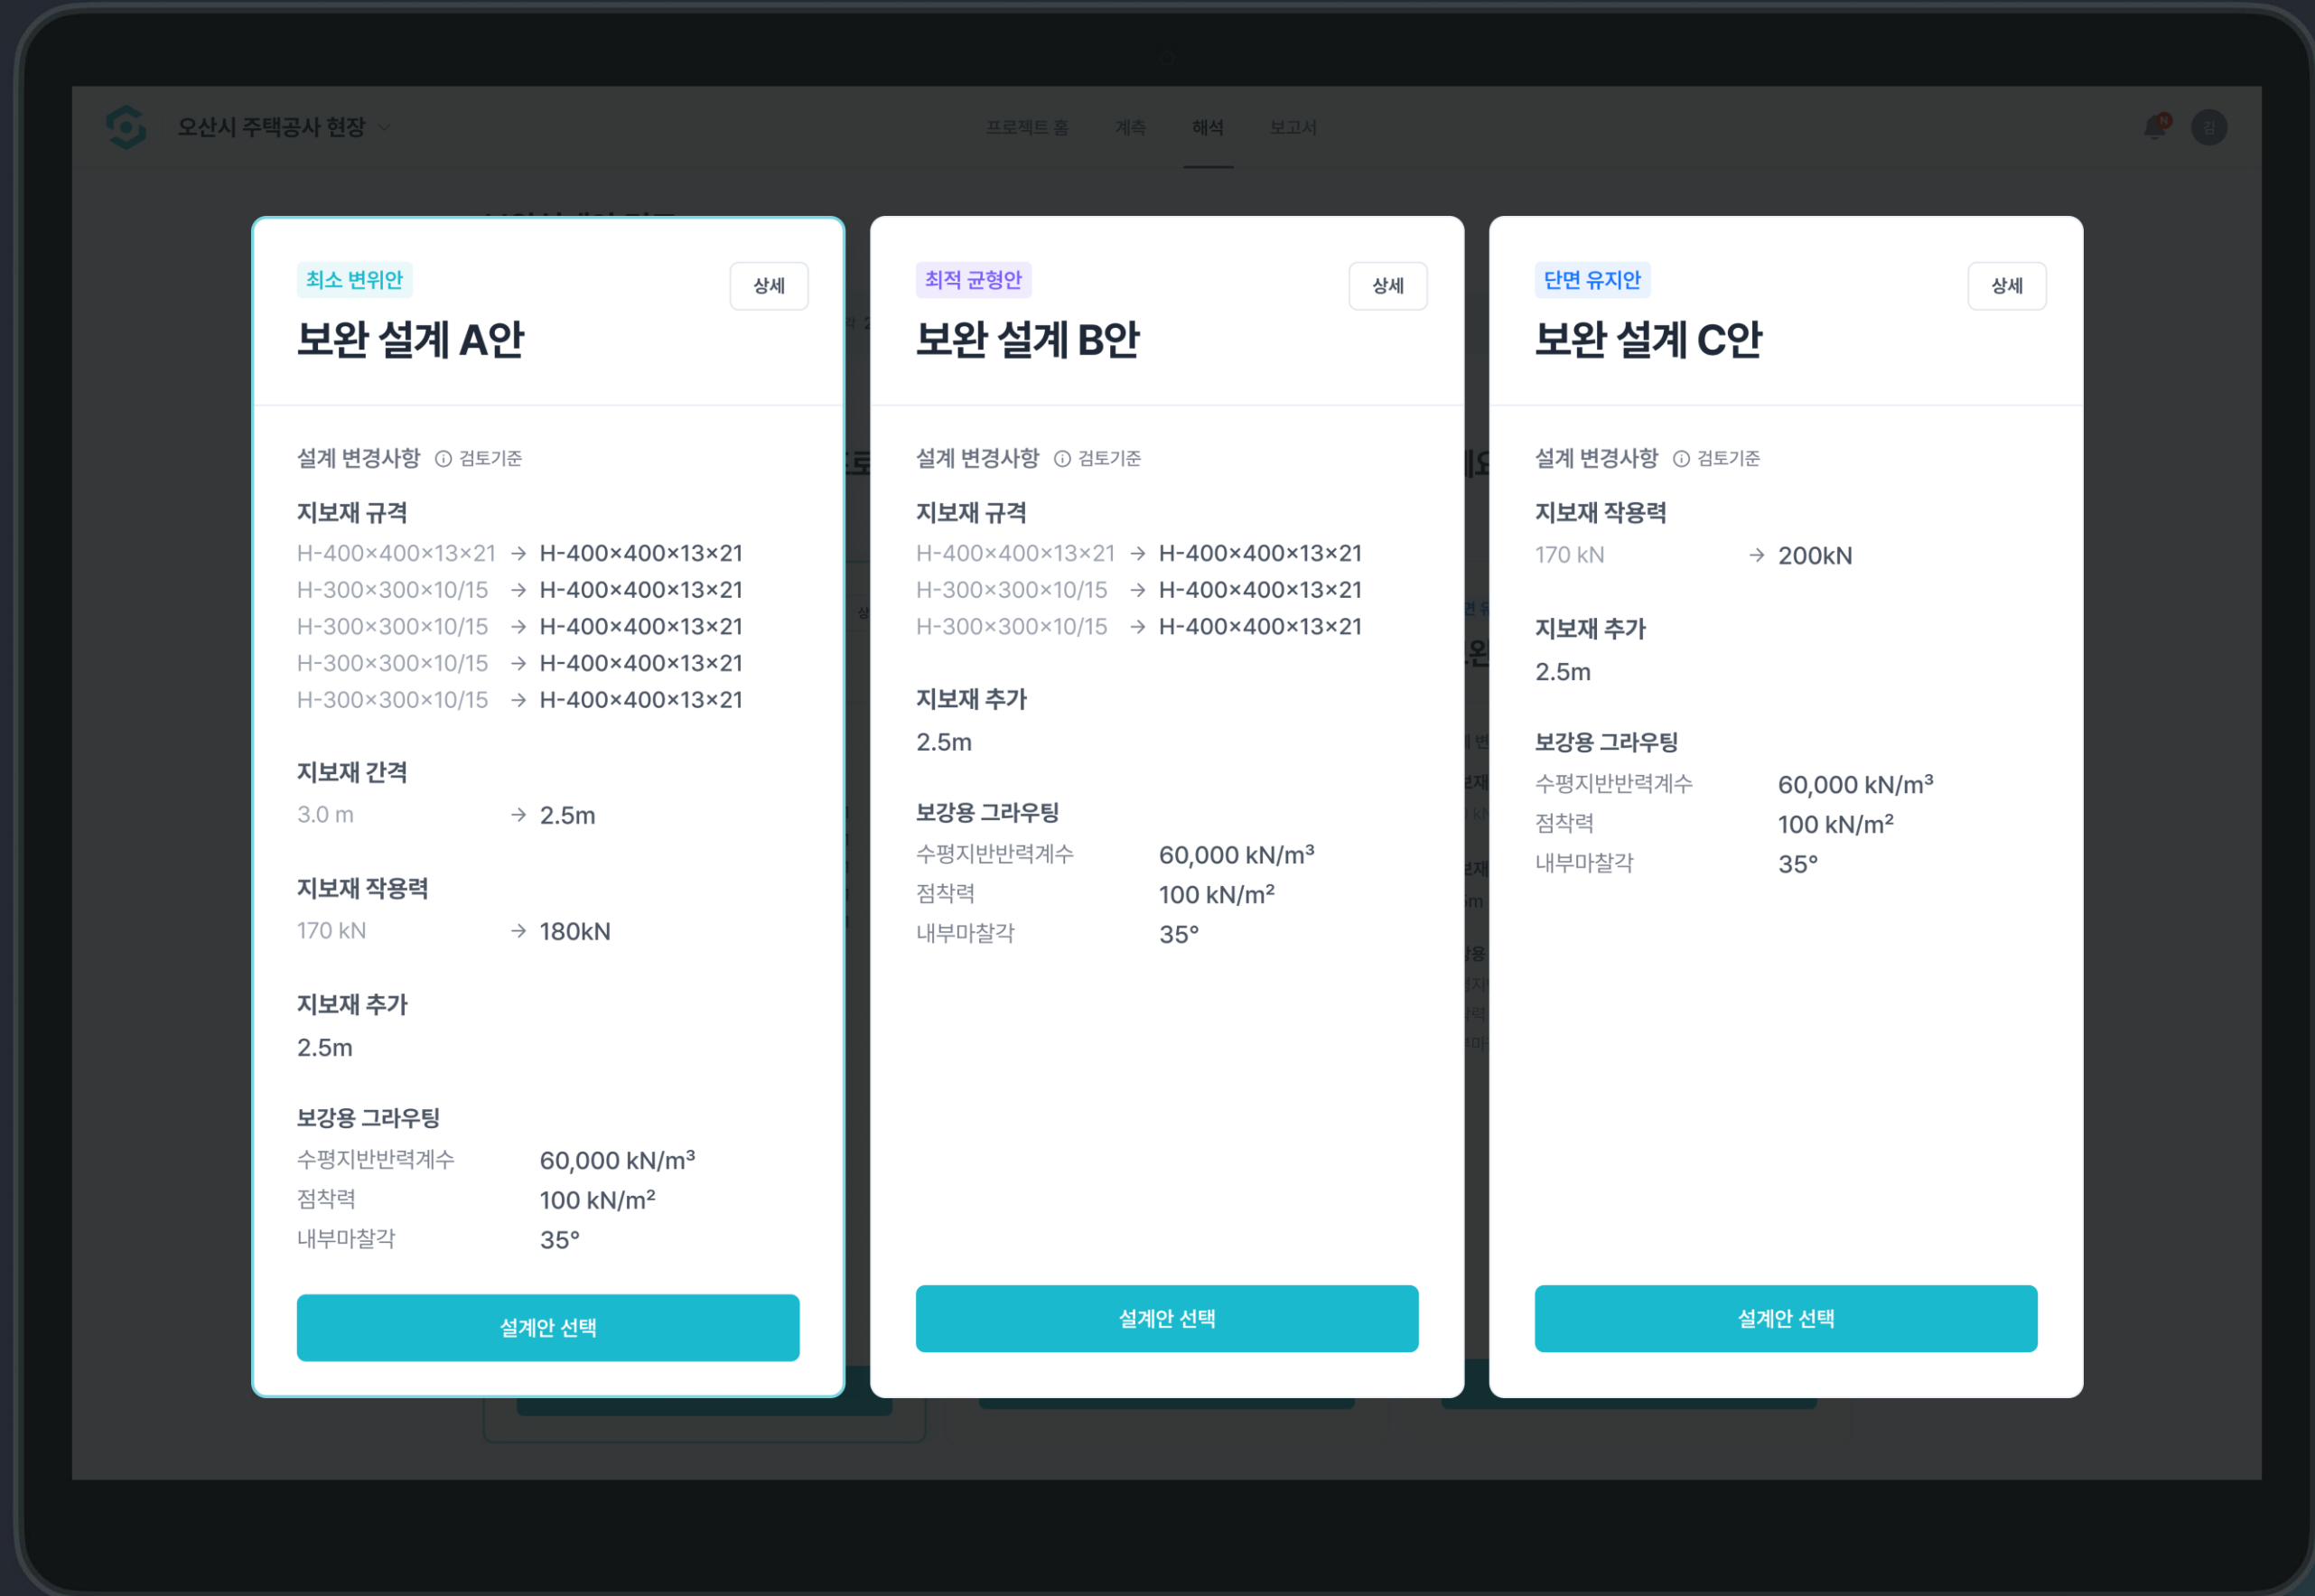 오산시 주택공사 현장
프로젝트 홈 계측 해석 보고서
N 김
최소 변위안
상세
보완 설계 A안
설계 변경사항 검토기준
지보재 규격
H-400×400×13×21 → H-400×400×13×21
H-300×300×10/15 → H-400×400×13×21
H-300×300×10/15 → H-400×400×13×21
H-300×300×10/15 → H-400×400×13×21
H-300×300×10/15 → H-400×400×13×21
지보재 간격
3.0 m → 2.5m
지보재 작용력
170 kN → 180kN
지보재 추가
2.5m
보강용 그라우팅
수평지반반력계수 60,000 kN/m³
점착력 100 kN/m²
내부마찰각 35°
설계안 선택
최적 균형안
상세
보완 설계 B안
설계 변경사항 검토기준
지보재 규격
H-400×400×13×21 → H-400×400×13×21
H-300×300×10/15 → H-400×400×13×21
H-300×300×10/15 → H-400×400×13×21
지보재 추가
2.5m
보강용 그라우팅
수평지반반력계수 60,000 kN/m³
점착력 100 kN/m²
내부마찰각 35°
설계안 선택
단면 유지안
상세
보완 설계 C안
설계 변경사항 검토기준
지보재 작용력
170 kN → 200kN
지보재 추가
2.5m
보강용 그라우팅
수평지반반력계수 60,000 kN/m³
점착력 100 kN/m²
내부마찰각 35°
설계안 선택